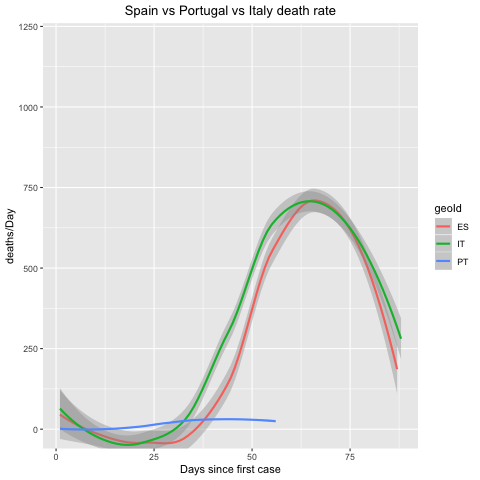 Spain vs Portugal vs Italy death rate
1250
1000
750
500
250
0
deaths/Day
0 25 50 75
Days since first case
geoId
ES
IT
PT